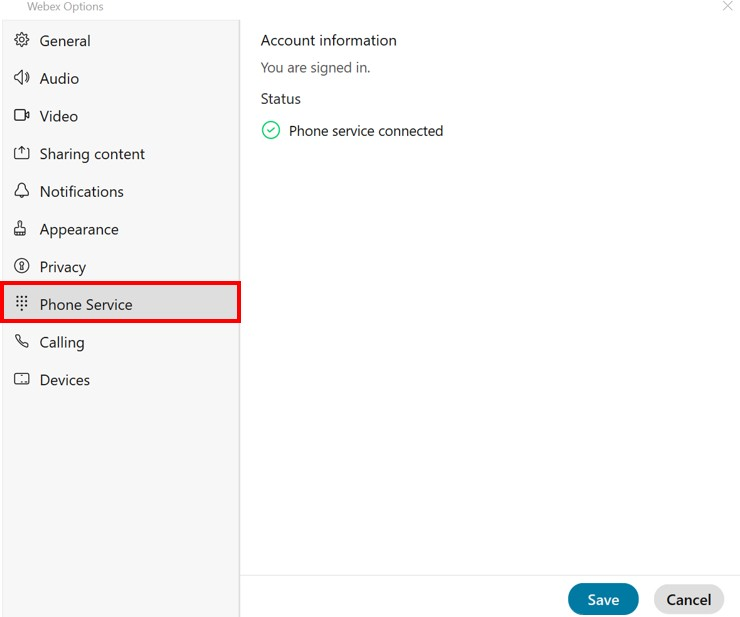 Webex Options
General
Audio
Video
Sharing content
Notifications
Appearance
Privacy
Phone Service
Calling
Devices
Account information
You are signed in.
Status
Phone service connected
Save
Cancel